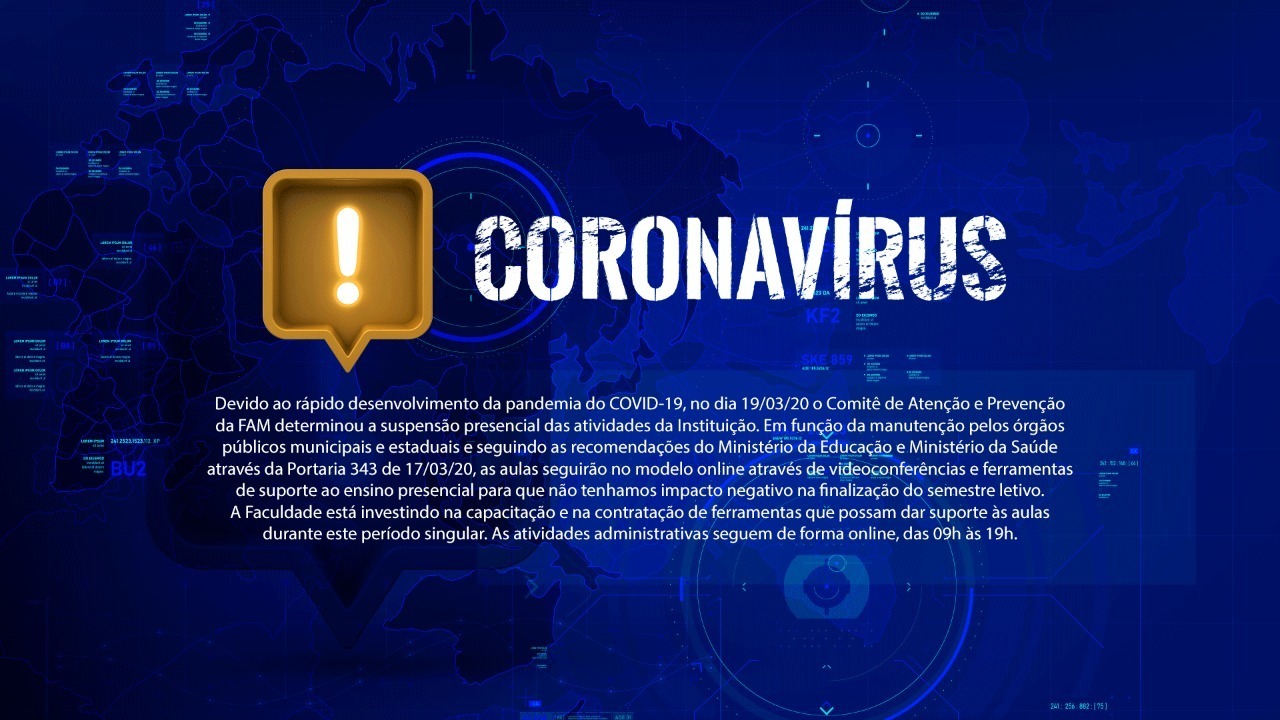 CORONAVÍRUS
Devido ao rápido desenvolvimento da pandemia do COVID-19, no dia 19/03/20 o Comitê de Atenção e Prevenção
da FAM determinou a suspensão presencial das atividades da Instituição. Em função da manutenção pelos órgãos
públicos municipais e estaduais e seguindo as recomendações do Ministério da Educação e Ministério da Saúde
através da Portaria 343 de 17/03/20, as aulas seguirão no modelo online através de videoconferências e ferramentas
de suporte ao ensino presencial para que não tenhamos impacto negativo na finalização do semestre letivo.
A Faculdade está investindo na capacitação e na contratação de ferramentas que possam dar suporte às aulas
durante este período singular. As atividades administrativas seguem de forma online, das 09h às 19h.
KF2
SKE 859
BU2